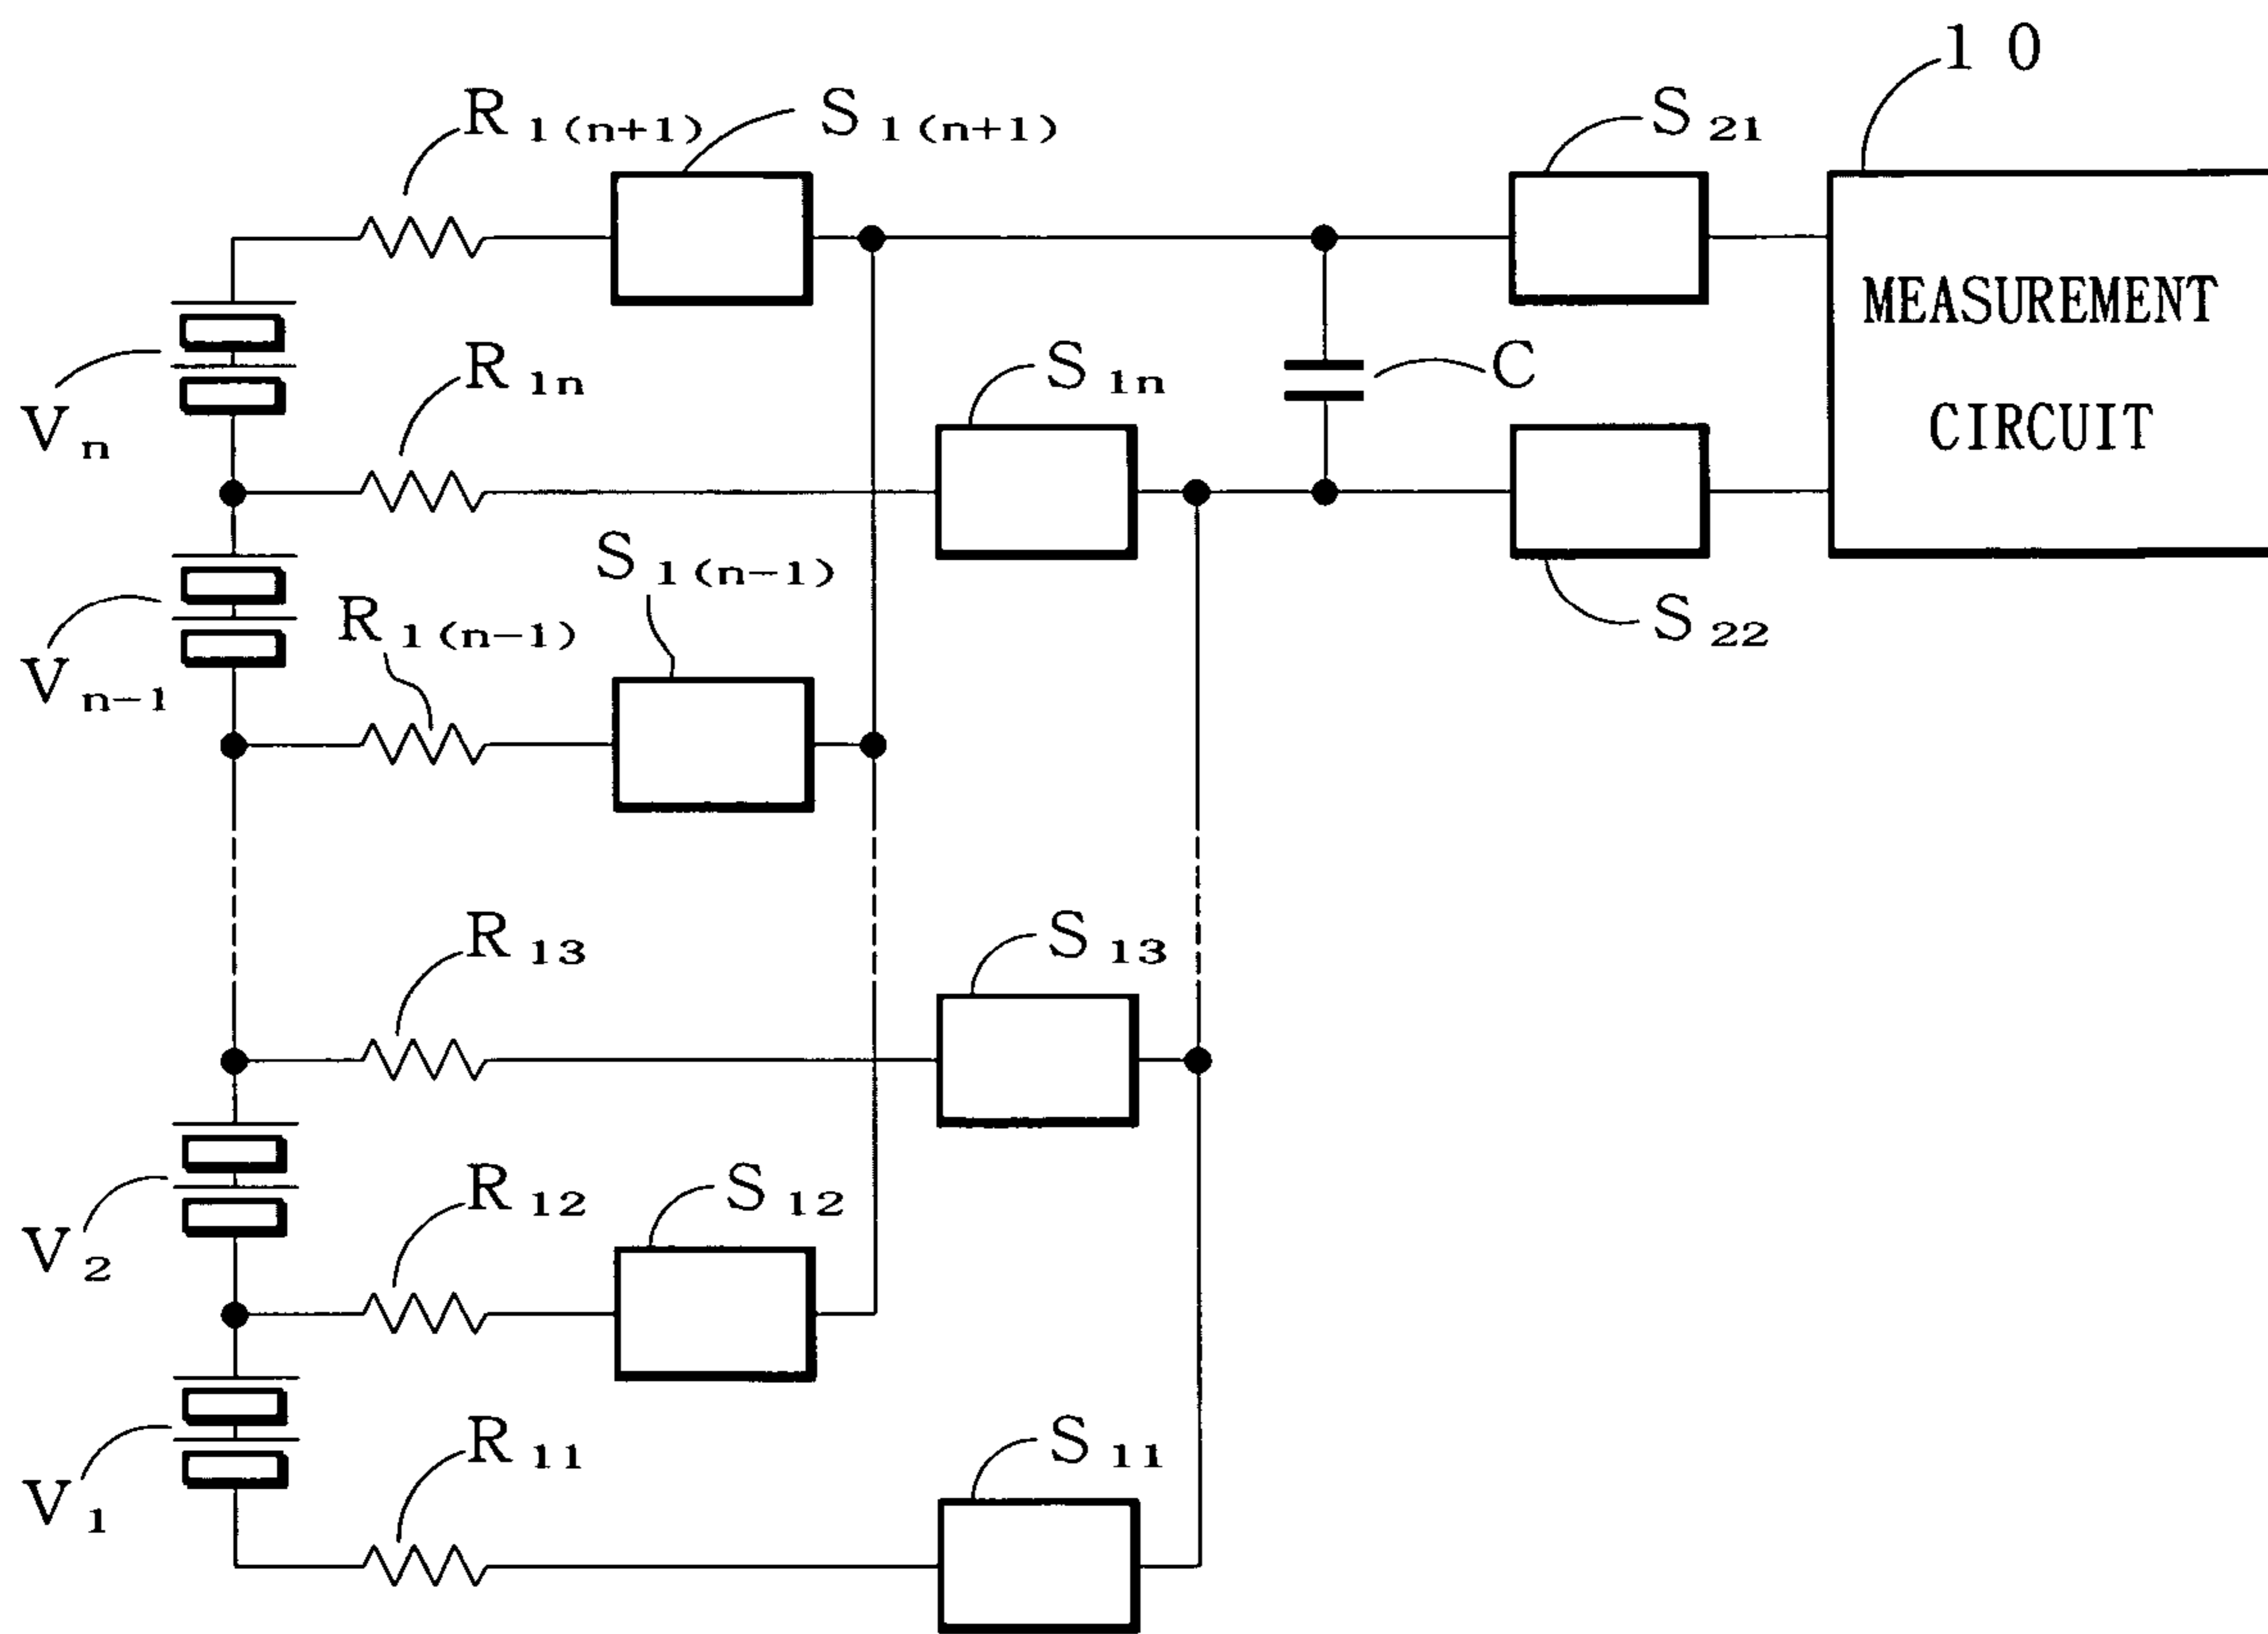 10
R1(n+1)
S1(n+1)
S21
MEASUREMENT
CIRCUIT
Vn
R1n
S1n
C
S1(n-1)
Vn-1
R1(n-1)
S22
R13
S13
V2
R12
S12
V1
R11
S11